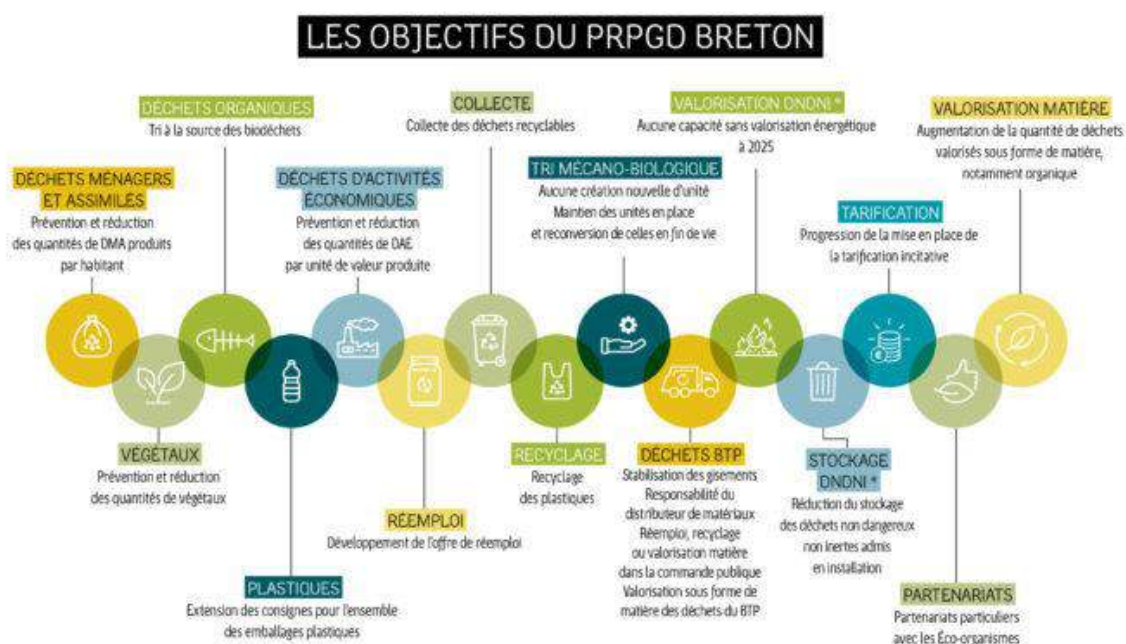 LES OBJECTIFS DU PRPGD BRETON
DÉCHETS MÉNAGERS
ET ASSIMILÉS
Prévention et réduction
des quantités de DMA produits
par habitant
VÉGÉTAUX
Prévention et réduction
des quantités de végétaux
DÉCHETS ORGANIQUES
Tri à la source des biodéchets
PLASTIQUES
Extension des consignes pour l'ensemble
des emballages plastiques
DÉCHETS D'ACTIVITÉS
ÉCONOMIQUES
Prévention et réduction
des quantités de DAE
par unité de valeur produite
RÉEMPLOI
Développement de l'offre de réemploi
COLLECTE
Collecte des déchets recyclables
RECYCLAGE
Recyclage
des plastiques
TRI MÉCANO-BIOLOGIQUE
Aucune création nouvelle d'unité
Maintien des unités en place
et reconversion de celles en fin de vie
DÉCHETS BTP
Stabilisation des gisements
Responsabilité du
distributeur de matériaux
Réemploi, recyclage
ou valorisation matière
dans la commande publique
Valorisation sous forme de
matière des déchets du BTP
VALORISATION DNDNI *
Aucune capacité sans valorisation énergétique
à 2025
STOCKAGE
DNDNI *
Réduction du stockage
des déchets non dangereux
non inertes admis
en installation
TARIFICATION
Progression de la mise en place de
la tarification incitative
PARTENARIATS
Partenariats particuliers
avec les Éco-organismes
VALORISATION MATIÈRE
Augmentation de la quantité de déchets
valorisés sous forme de matière,
notamment organique